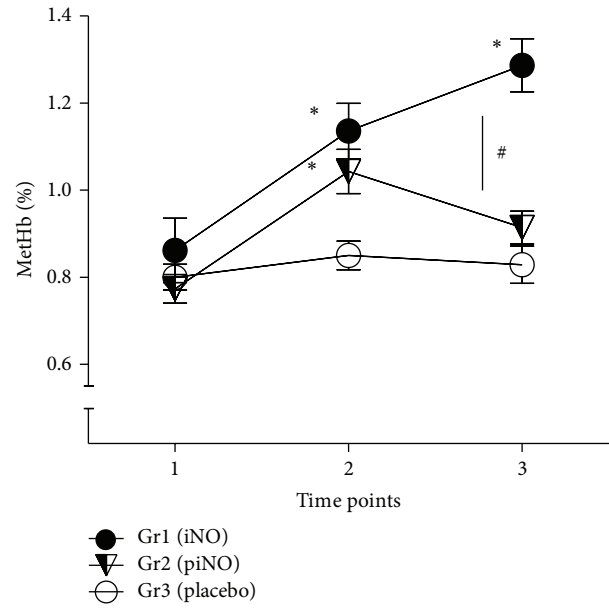 1.4
1.2
1.0
0.8
0.6
MetHb (%)
*
*
*
#
1 2 3
Time points
Gr1 (iNO)
Gr2 (piNO)
Gr3 (placebo)